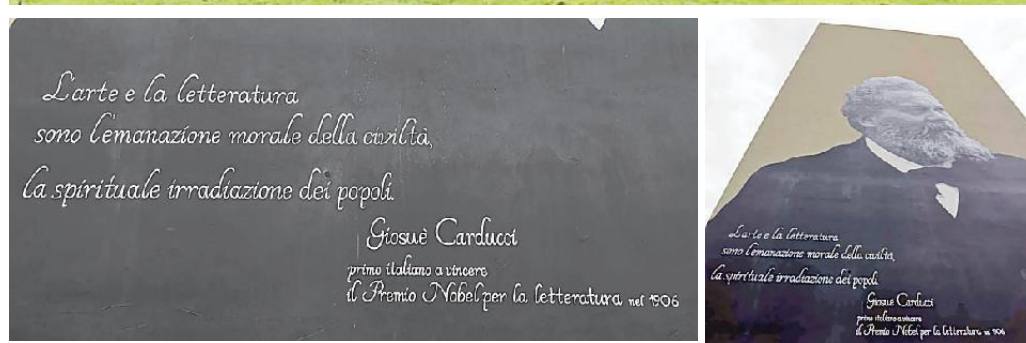 L'arte e la letteratura
sono l'emanazione morale della civiltà,
la spirituale irradiazione dei popoli.
Giosuè Carducci
primo italiano a vincere
il Premio Nobel per la letteratura nel 1906
L'arte e la letteratura
sono l'emanazione morale della civiltà,
la spirituale irradiazione dei popoli
Giosuè Carducci
primo italiano a vincere
il Premio Nobel per la letteratura nel 1906